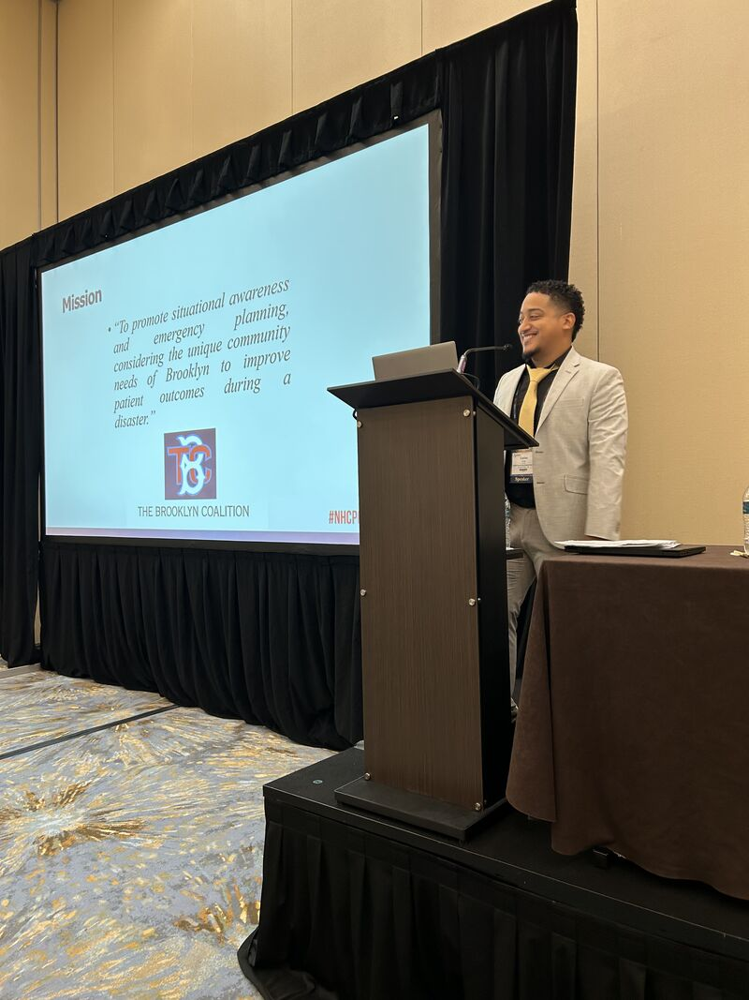 Mission
• “To promote situational awareness
and emergency planning,
considering the unique community
needs of Brooklyn to improve
patient outcomes during a
disaster.”
TBC
THE BROOKLYN COALITION
#NHCP
Speaker